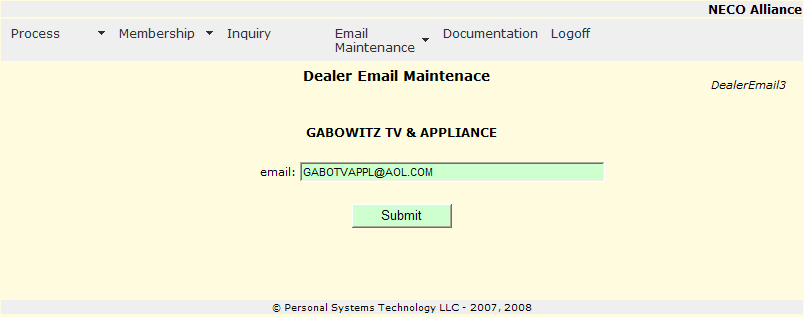 NECO Alliance
Process Membership Inquiry Email Maintenance Documentation Logoff
Dealer Email Maintenace
DealerEmail3
GABOWITZ TV & APPLIANCE
email: GABOTVAPPL@AOL.COM
Submit
© Personal Systems Technology LLC - 2007, 2008